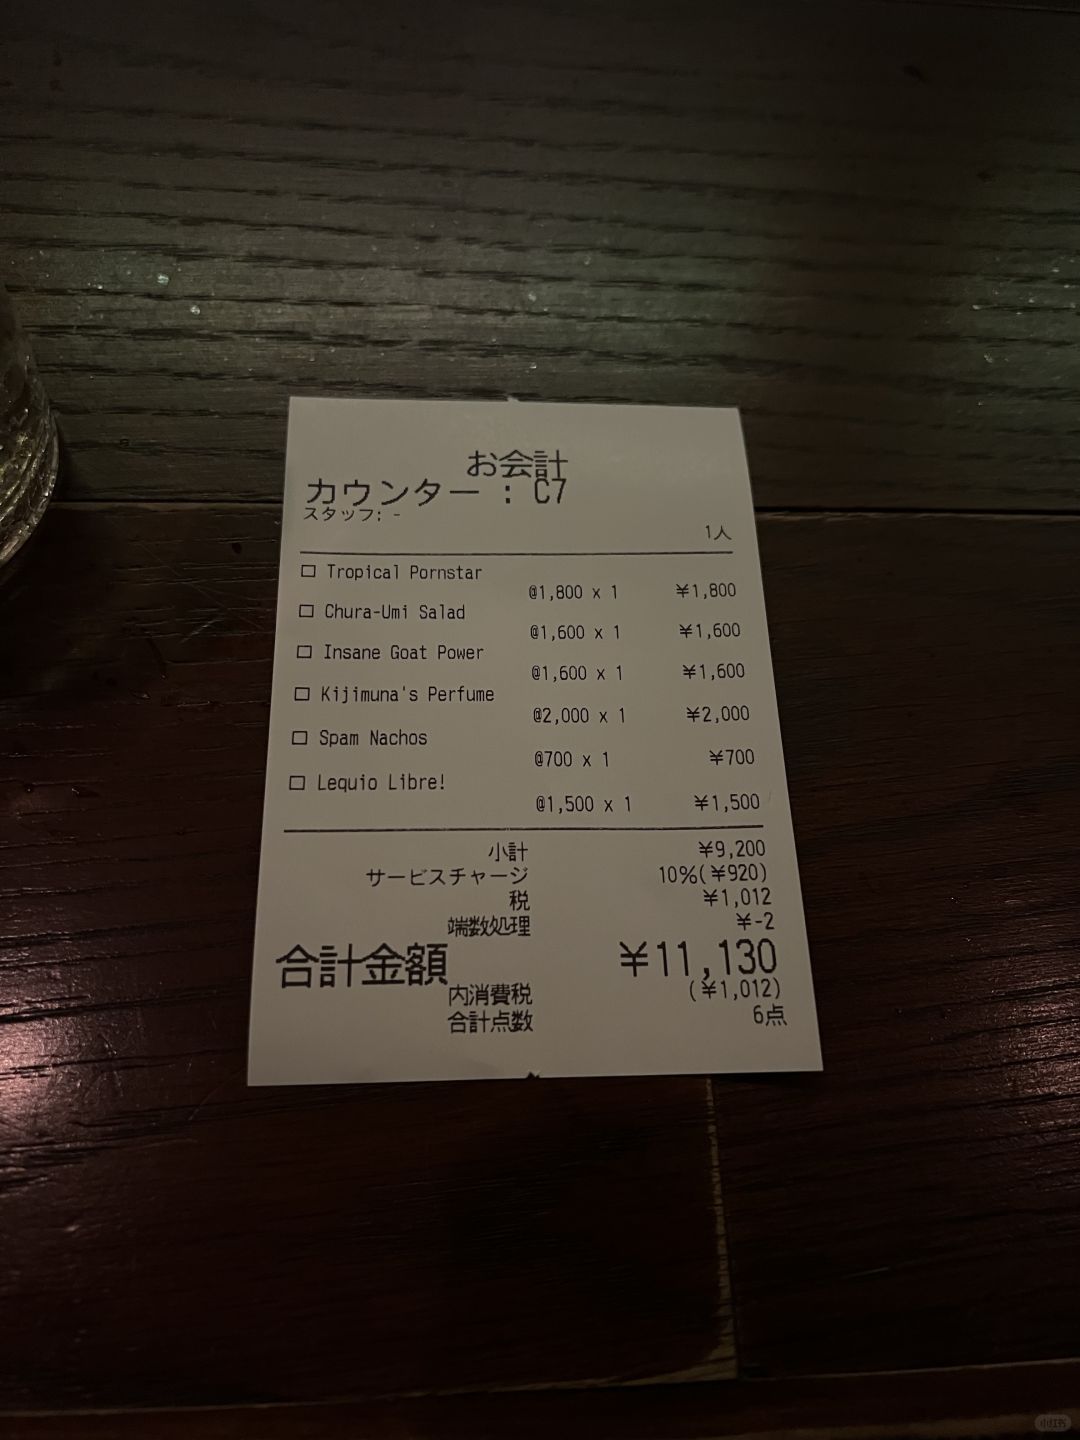 お会計
カウンター : C7
スタッフ: -
1人
□ Tropical Pornstar
@1,800 x 1 ¥1,800
□ Chura-Umi Salad
@1,600 x 1 ¥1,600
□ Insane Goat Power
@1,600 x 1 ¥1,600
□ Kijimuna's Perfume
@2,000 x 1 ¥2,000
□ Spam Nachos
@700 x 1 ¥700
□ Lequio Libre!
@1,500 x 1 ¥1,500
小計 ¥9,200
サービスチャージ 10%(¥920)
税 ¥1,012
端数処理 ¥-2
合計金額 ¥11,130
内消費税 (¥1,012)
合計点数 6点
小红书